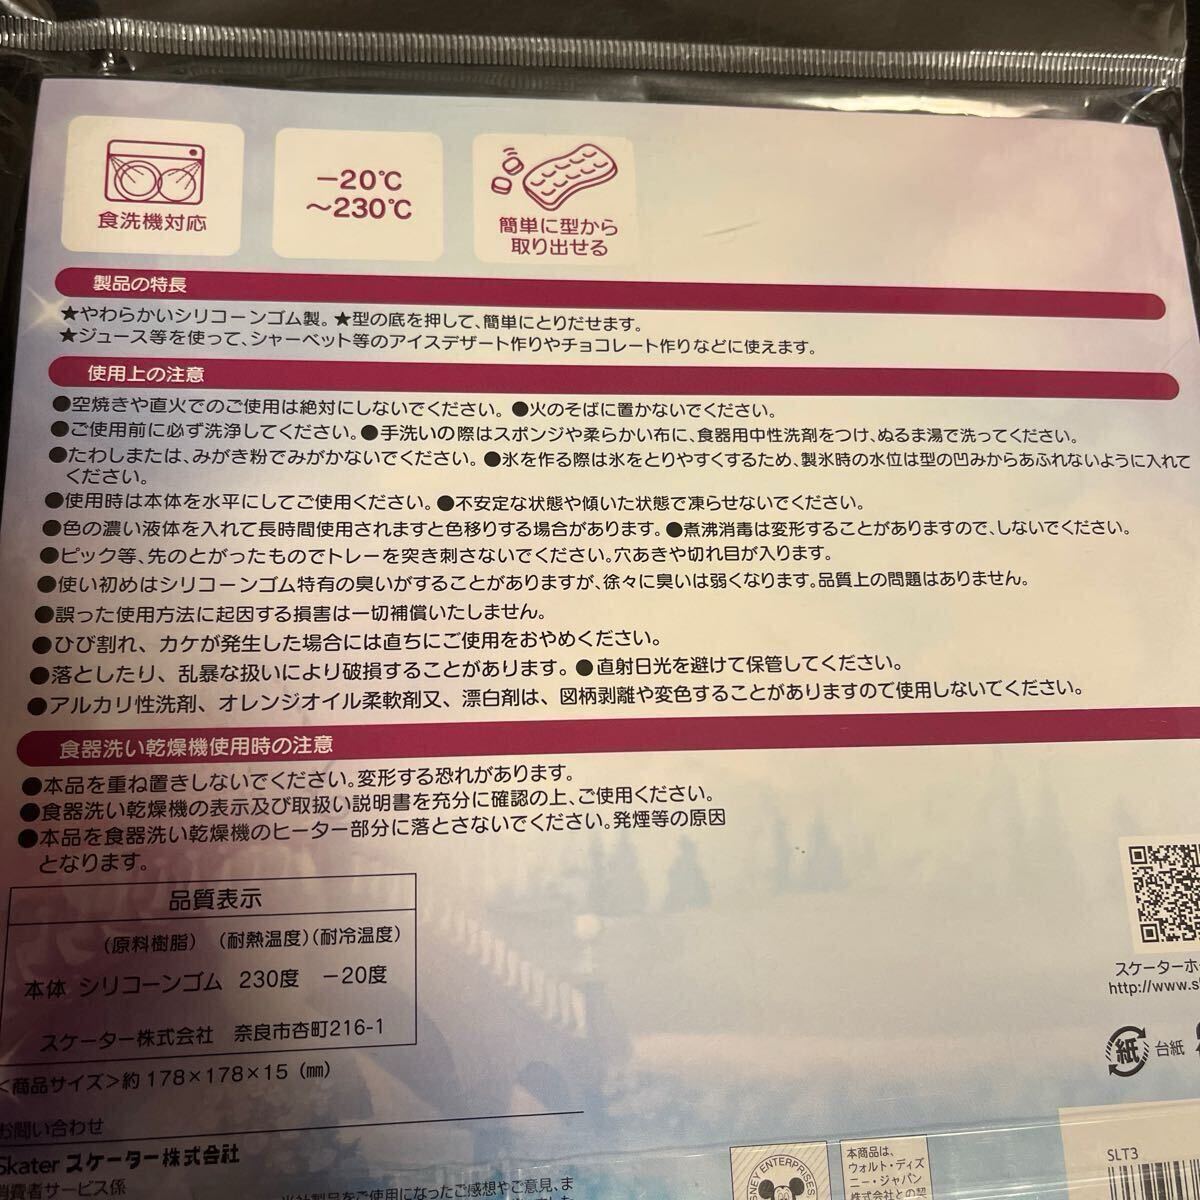 食洗機対応
−20℃
〜230℃
簡単に型から
取り出せる
製品の特長
★やわらかいシリコーンゴム製。★型の底を押して、簡単にとりだせます。
★ジュース等を使って、シャーベット等のアイスデザート作りやチョコレート作りなどに使えます。
使用上の注意
●空焼きや直火でのご使用は絶対にしないでください。●火のそばに置かないでください。
●ご使用前に必ず洗浄してください。●手洗いの際はスポンジや柔らかい布に、食器用中性洗剤をつけ、ぬるま湯で洗ってください。
●たわしまたは、みがき粉でみがかないでください。●氷を作る際は氷をとりやすくするため、製氷時の水位は型の凹みからあふれないように入れて
ください。
●使用時は本体を水平にしてご使用ください。●不安定な状態や傾いた状態で凍らせないでください。
●色の濃い液体を入れて長時間使用されますと色移りする場合があります。●煮沸消毒は変形することがありますので、しないでください。
●ピック等、先のとがったものでトレーを突き刺さないでください。穴あきや切れ目が入ります。
●使い初めはシリコーンゴム特有の臭いがすることがありますが、徐々に臭いは弱くなります。品質上の問題はありません。
●誤った使用方法に起因する損害は一切補償いたしません。
●ひび割れ、カケが発生した場合には直ちにご使用をおやめください。
●落としたり、乱暴な扱いにより破損することがあります。●直射日光を避けて保管してください。
●アルカリ性洗剤、オレンジオイル柔軟剤又、漂白剤は、図柄剥離や変色することがありますので使用しないでください。
食器洗い乾燥機使用時の注意
●本品を重ね置きしないでください。変形する恐れがあります。
●食器洗い乾燥機の表示及び取扱い説明書を充分に確認の上、ご使用ください。
●本品を食器洗い乾燥機のヒーター部分に落とさないでください。発煙等の原因
となります。
品質表示
(原料樹脂) (耐熱温度)(耐冷温度)
本体 シリコーンゴム 230度 −20度
スケーター株式会社 奈良市杏町216-1
<商品サイズ>約178×178×15 (mm)
お問い合わせ
Skater スケーター株式会社
消費者サービス係
当社製品をご使用になったご感想やご意見、ま
スケーターホ
http://www.sk
紙 台紙
DISNEY ENTERPRISES
本商品は、
ウォルト・ディズ
ニー・ジャパン
株式会社との契
SLT3